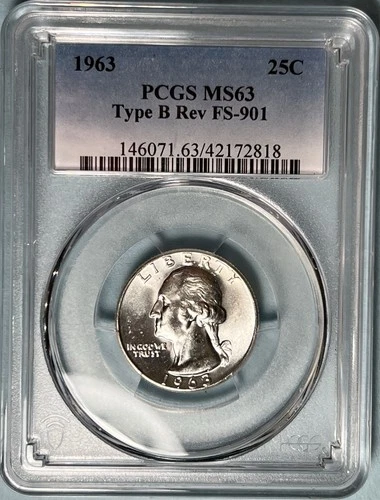 1963 25C
PCGS MS63
Type B Rev FS-901
146071.63/42172818
LIBERTY
IN GOD WE
TRUST
1963